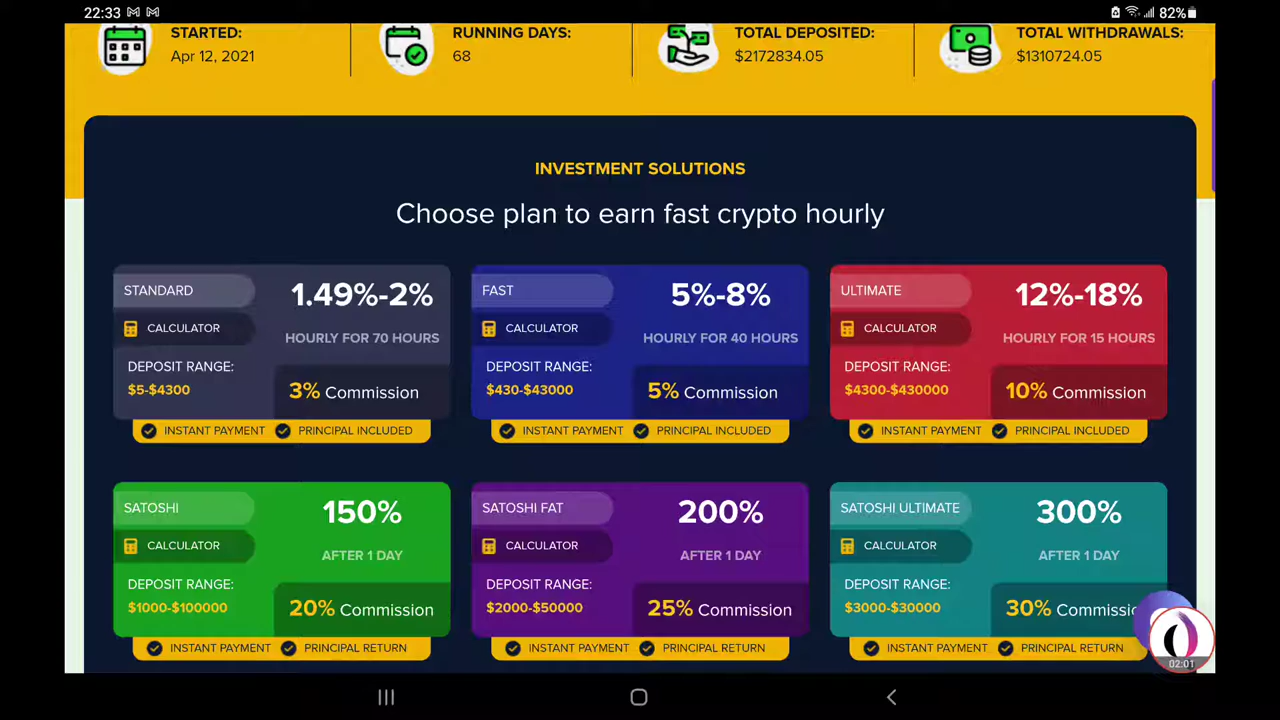 22:33 82%
STARTED: RUNNING DAYS: TOTAL DEPOSITED: TOTAL WITHDRAWALS:
Apr 12, 2021 68 $2172834.05 $1310724.05
INVESTMENT SOLUTIONS
Choose plan to earn fast crypto hourly
STANDARD 1.49%-2% FAST 5%-8% ULTIMATE 12%-18%
CALCULATOR HOURLY FOR 70 HOURS CALCULATOR HOURLY FOR 40 HOURS CALCULATOR HOURLY FOR 15 HOURS
DEPOSIT RANGE: DEPOSIT RANGE: DEPOSIT RANGE:
$5-$4300 3% Commission $430-$43000 5% Commission $4300-$430000 10% Commission
INSTANT PAYMENT PRINCIPAL INCLUDED INSTANT PAYMENT PRINCIPAL INCLUDED INSTANT PAYMENT PRINCIPAL INCLUDED
SATOSHI 150% SATOSHI FAT 200% SATOSHI ULTIMATE 300%
CALCULATOR AFTER 1 DAY CALCULATOR AFTER 1 DAY CALCULATOR AFTER 1 DAY
DEPOSIT RANGE: DEPOSIT RANGE: DEPOSIT RANGE:
$1000-$100000 20% Commission $2000-$50000 25% Commission $3000-$30000 30% Commissic
INSTANT PAYMENT PRINCIPAL RETURN INSTANT PAYMENT PRINCIPAL RETURN INSTANT PAYMENT PRINCIPAL RETURN
02:01